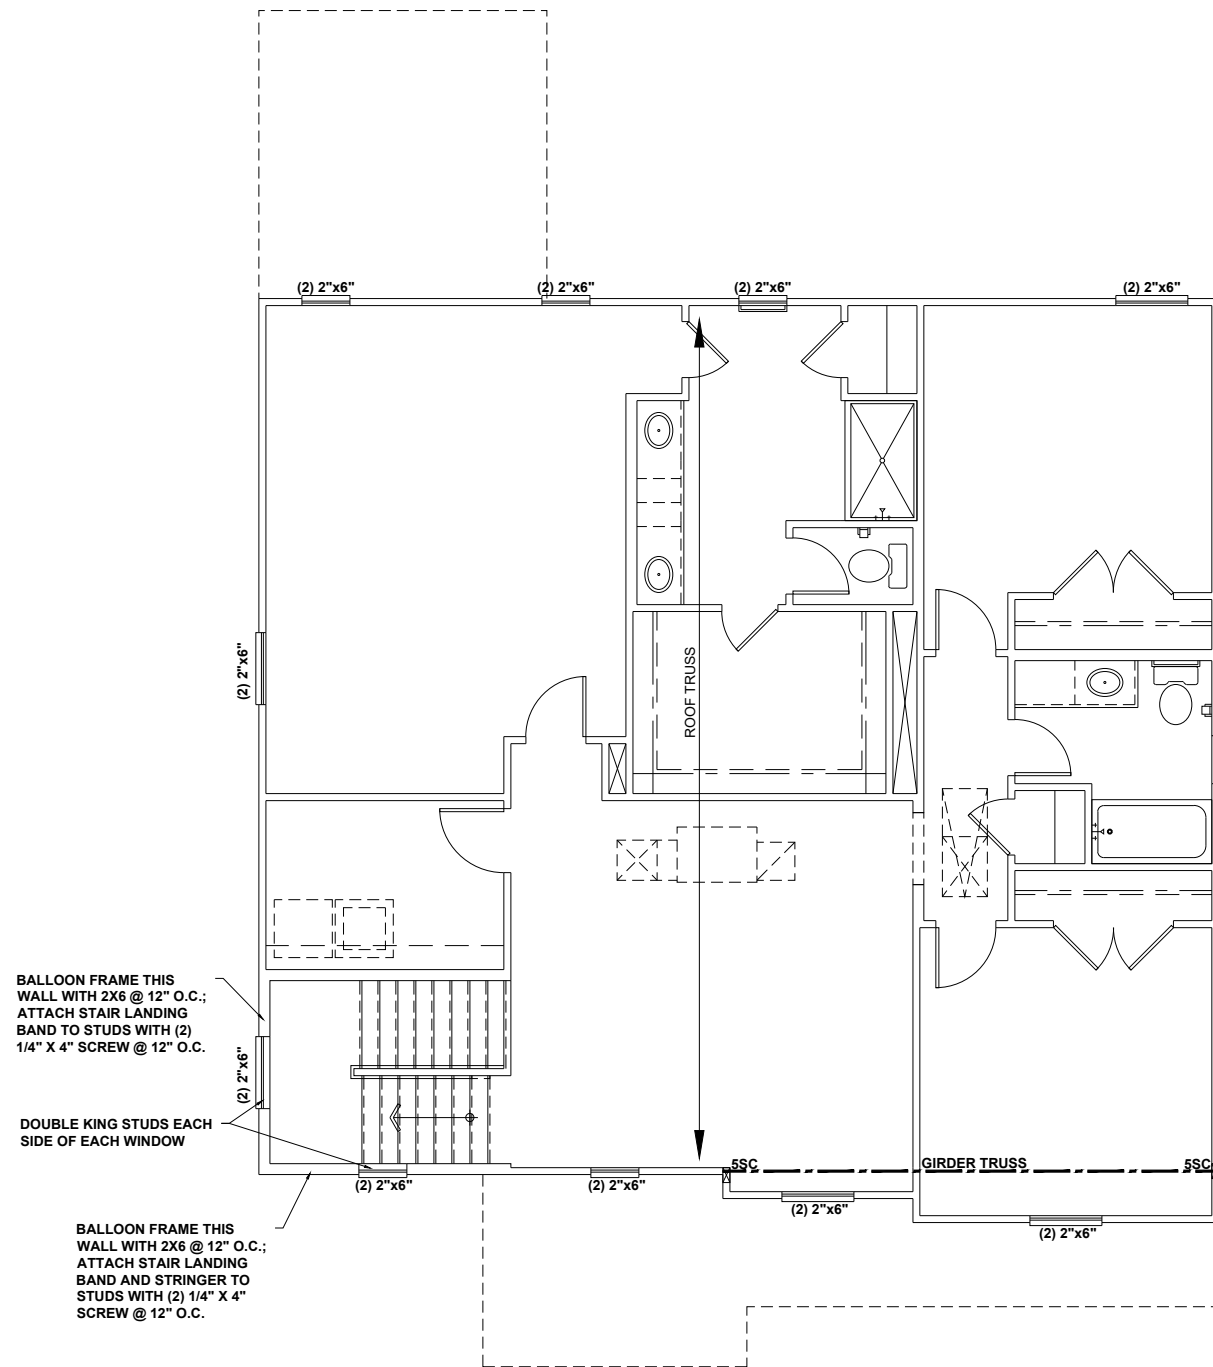 (2) 2"x6"
(2) 2"x6"
(2) 2"x6"
(2) 2"x6"
(2) 2"x6"
ROOF TRUSS
BALLOON FRAME THIS
WALL WITH 2X6 @ 12" O.C.;
ATTACH STAIR LANDING
BAND TO STUDS WITH (2)
1/4" X 4" SCREW @ 12" O.C.
(2) 2"x6"
DOUBLE KING STUDS EACH
SIDE OF EACH WINDOW
5SC
GIRDER TRUSS
5SC
(2) 2"x6"
(2) 2"x6"
(2) 2"x6"
(2) 2"x6"
BALLOON FRAME THIS
WALL WITH 2X6 @ 12" O.C.;
ATTACH STAIR LANDING
BAND AND STRINGER TO
STUDS WITH (2) 1/4" X 4"
SCREW @ 12" O.C.